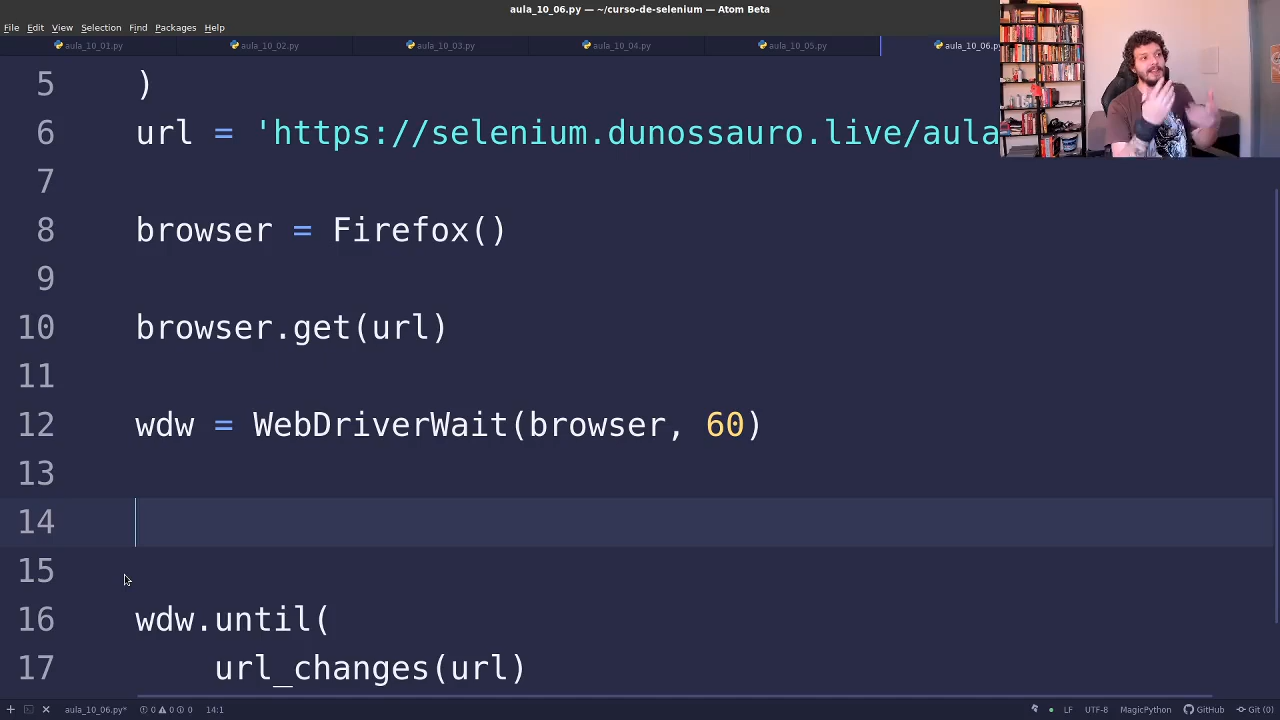 aula_10_06.py — ~/curso-de-selenium — Atom Beta
File Edit View Selection Find Packages Help
aula_10_01.py aula_10_02.py aula_10_03.py aula_10_04.py aula_10_05.py aula_10_06.py
5 )
6 url = 'https://selenium.dunossauro.live/aula
7
8 browser = Firefox()
9
10 browser.get(url)
11
12 wdw = WebDriverWait(browser, 60)
13
14
15
16 wdw.until(
17 url_changes(url)
aula_10_06.py* 0 0 0 14:1 LF UTF-8 MagicPython GitHub Git (0)